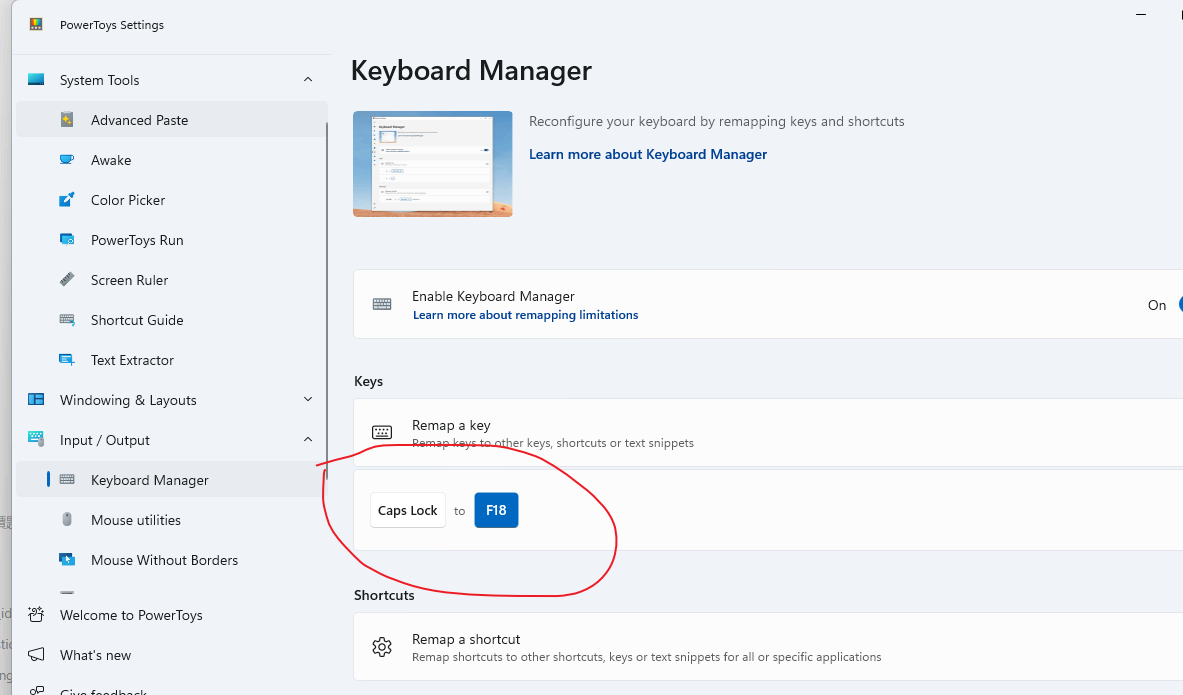 PowerToys Settings
System Tools
Advanced Paste
Awake
Color Picker
PowerToys Run
Screen Ruler
Shortcut Guide
Text Extractor
Windowing & Layouts
Input / Output
Keyboard Manager
Mouse utilities
Mouse Without Borders
Welcome to PowerToys
What's new
Give feedback
Keyboard Manager
Reconfigure your keyboard by remapping keys and shortcuts
Learn more about Keyboard Manager
Enable Keyboard Manager
Learn more about remapping limitations
On
Keys
Remap a key
Remap keys to other keys, shortcuts or text snippets
Caps Lock to F18
Shortcuts
Remap a shortcut
Remap shortcuts to other shortcuts, keys or text snippets for all or specific applications